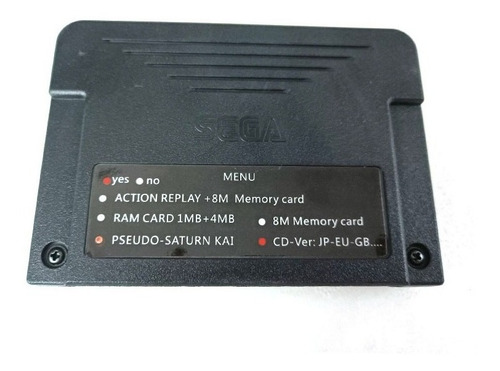 SEGA
MENU
yes no
ACTION REPLAY +8M Memory card
RAM CARD 1MB+4MB
8M Memory card
PSEUDO-SATURN KAI
CD-Ver: JP-EU-GB....